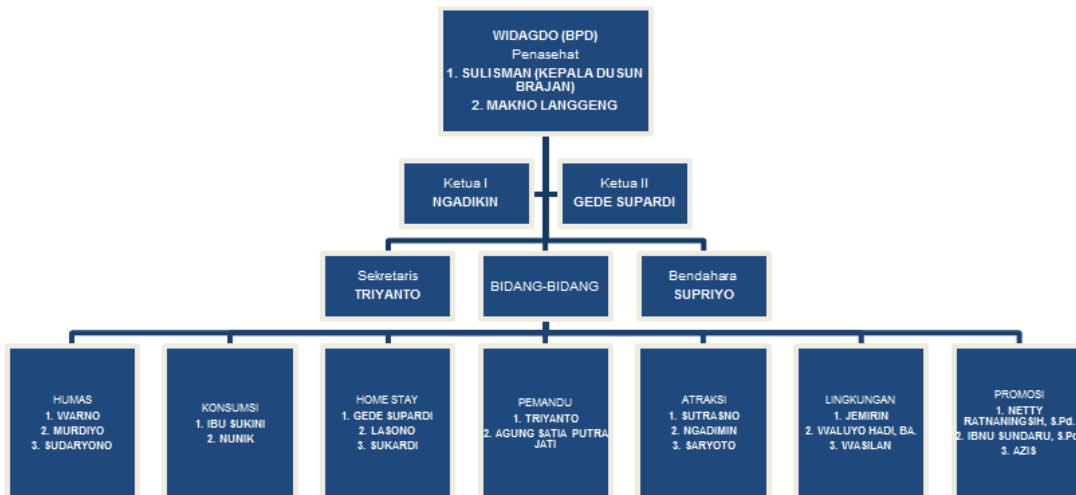 WIDAGDO (BPD)
Penasehat
1. SULISMAN (KEPALA DUSUN
BRAJAN)
2. MAKNO LANGGENG
Ketua I
NGADIKIN
Ketua II
GEDE SUPARDI
Sekretaris
TRIYANTO
BIDANG-BIDANG
Bendahara
SUPRIYO
HUMAS
1. WARNO
2. MURDIYO
3. SUDARYONO
KONSUMSI
1. IBU SUKINI
2. NUNIK
HOME STAY
1. GEDE SUPARDI
2. LASONO
3. SUKARDI
PEMANDU
1. TRIYANTO
2. AGUNG SATIA PUTRA
JATI
ATRAKSI
1. SUTRASNO
2. NGADIMIN
3. SARYOTO
LINGKUNGAN
1. JEMIRIN
2. WALUYO HADI, BA.
3. WASILAN
PROMOSI
1. NETTY
RATNANINGSIH, S.Pd.
2. IBNU SUNDARU, S.Pd
3. AZIS